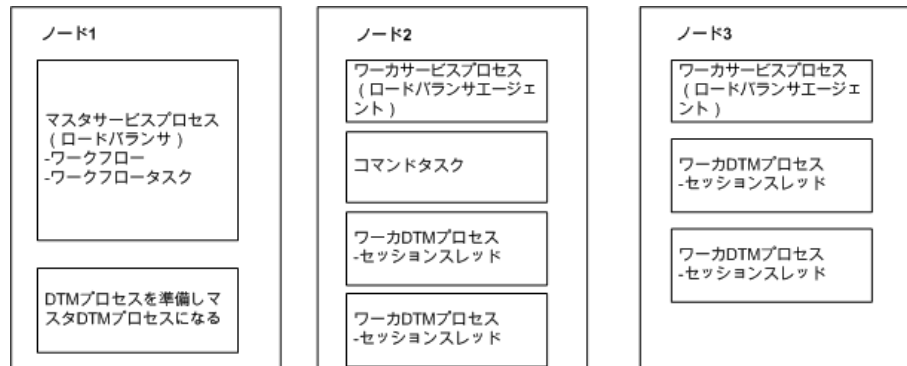 ノード1
マスタサービスプロセス
(ロードバランサ)
-ワークフロー
-ワークフロータスク
DTMプロセスを準備しマ
スタDTMプロセスになる
ノード2
ワーカサービスプロセス
(ロードバランサエージェ
ント)
コマンドタスク
ワーカDTMプロセス
-セッションスレッド
ワーカDTMプロセス
-セッションスレッド
ノード3
ワーカサービスプロセス
(ロードバランサエージェ
ント)
ワーカDTMプロセス
-セッションスレッド
ワーカDTMプロセス
-セッションスレッド